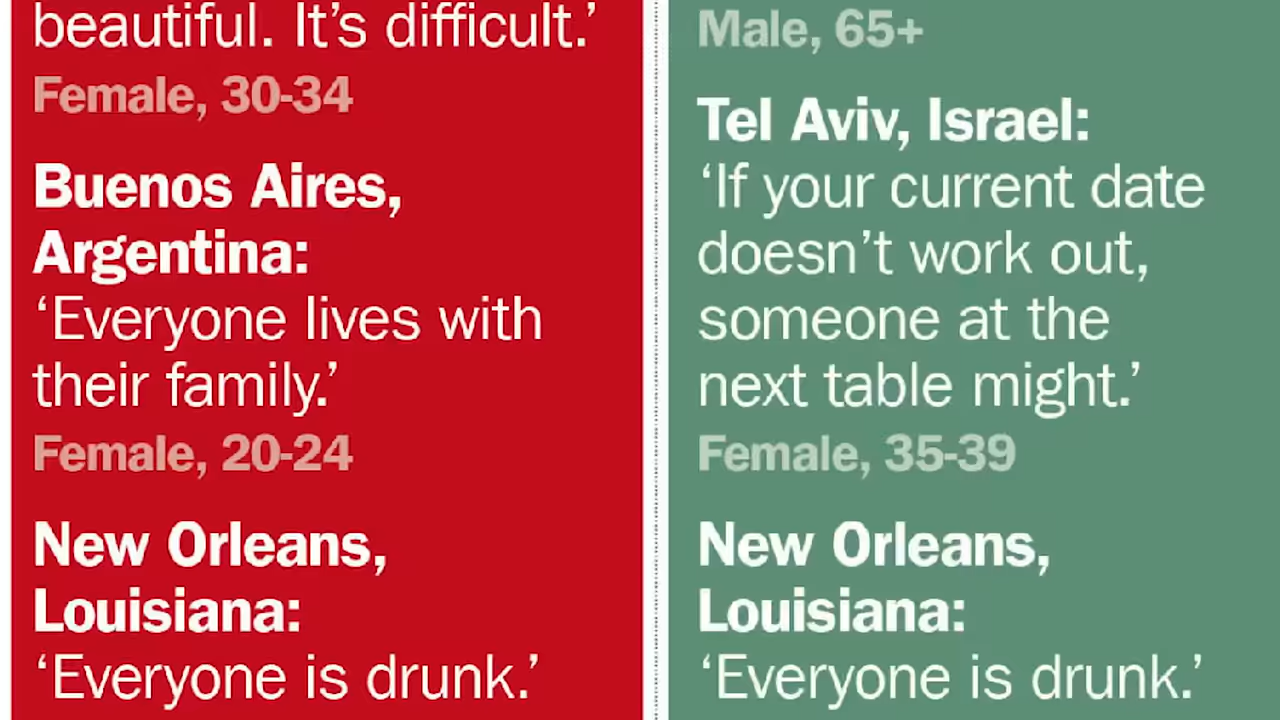 beautiful. It’s difficult.’
Female, 30-34
Buenos Aires,
Argentina:
‘Everyone lives with
their family.’
Female, 20-24
New Orleans,
Louisiana:
‘Everyone is drunk.’
Male, 65+
Tel Aviv, Israel:
‘If your current date
doesn’t work out,
someone at the
next table might.’
Female, 35-39
New Orleans,
Louisiana:
‘Everyone is drunk.’